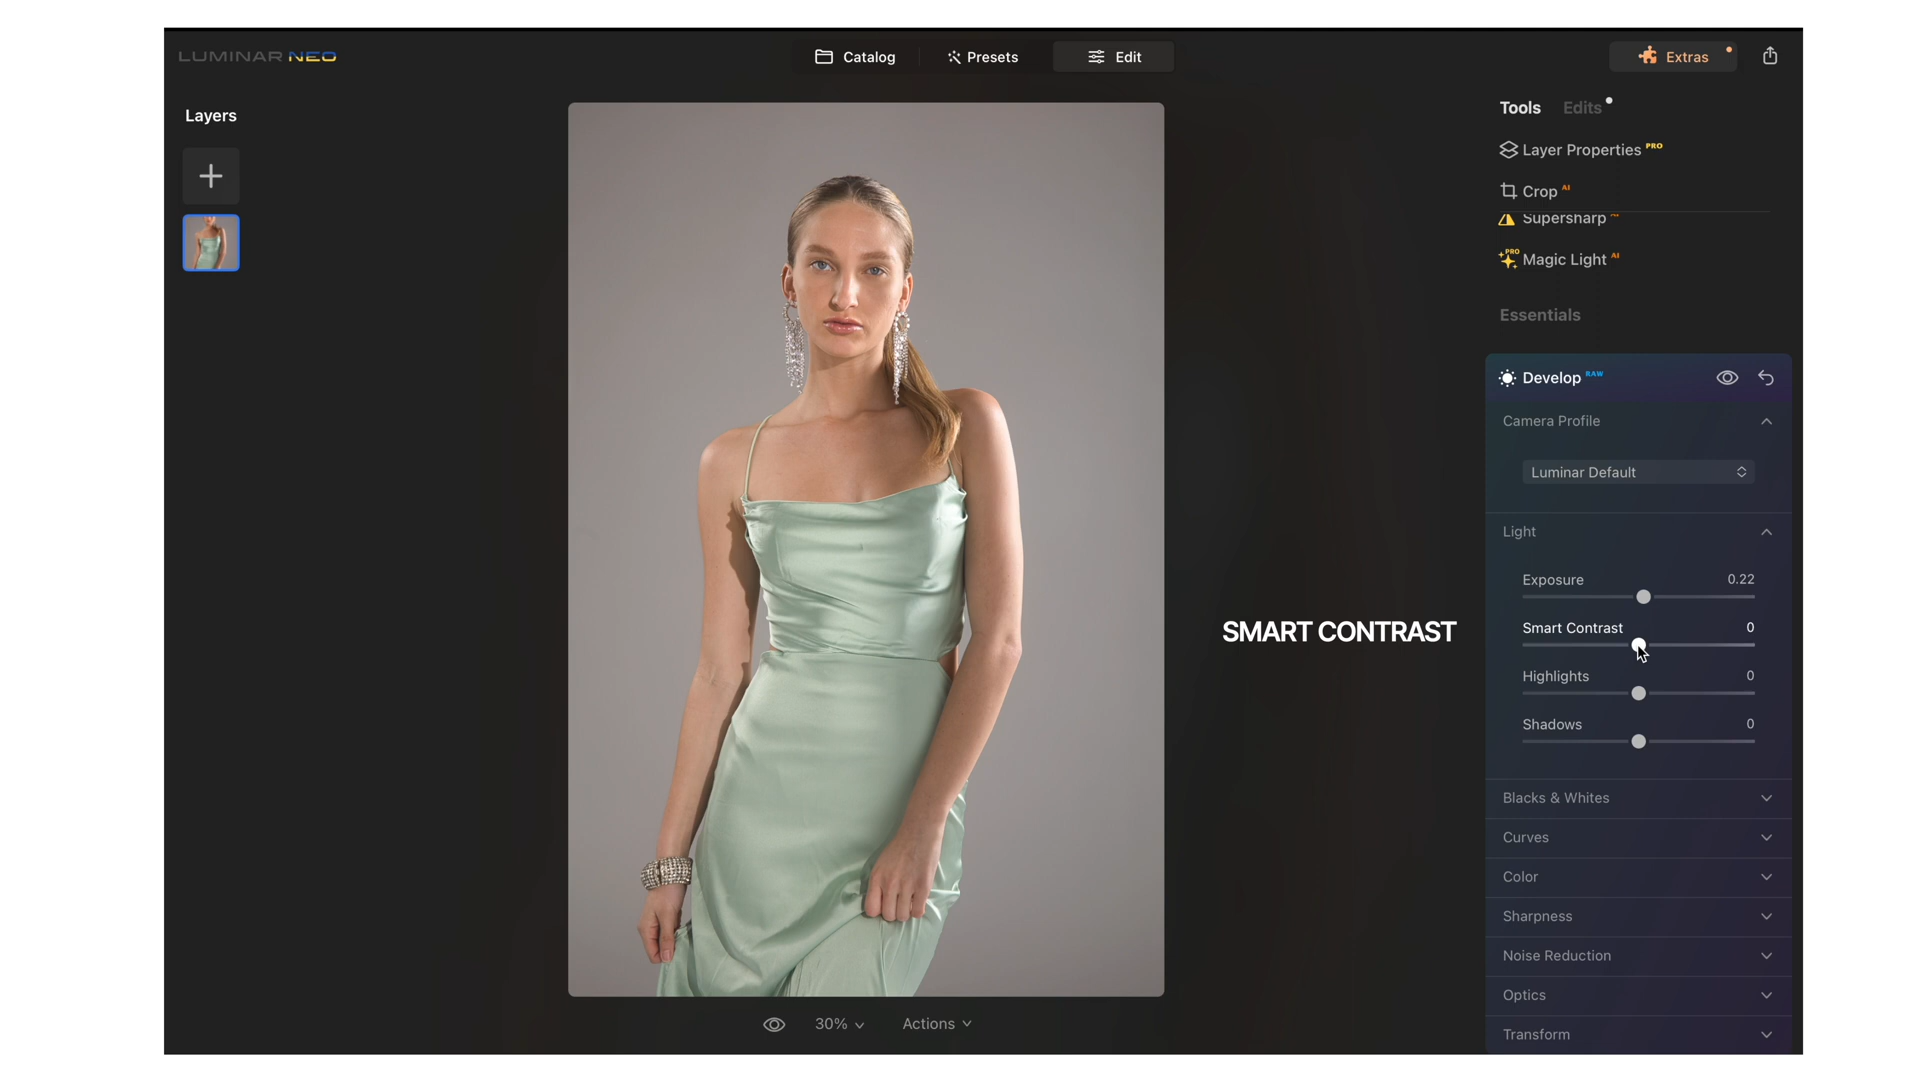 LUMINAR NEO
Catalog
Presets
Edit
Extras
Layers
Tools
Edits
Layer Properties PRO
Crop AI
Supersharp AI
PRO
Magic Light AI
Essentials
Develop RAW
Camera Profile
Luminar Default
Light
Exposure 0.22
Smart Contrast 0
SMART CONTRAST
Highlights 0
Shadows 0
Blacks & Whites
Curves
Color
Sharpness
Noise Reduction
Optics
Transform
30%
Actions